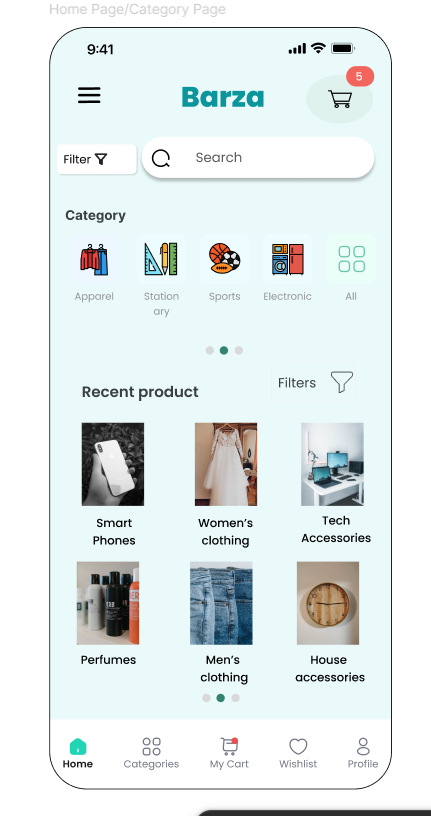 Home Page/Category Page
9:41
Barza
5
Filter
Search
Category
Apparel
Station
ary
Sports
Electronic
All
Recent product
Filters
Smart
Phones
Women's
clothing
Tech
Accessories
Perfumes
Men's
clothing
House
accessories
Home
Categories
My Cart
Wishlist
Profile